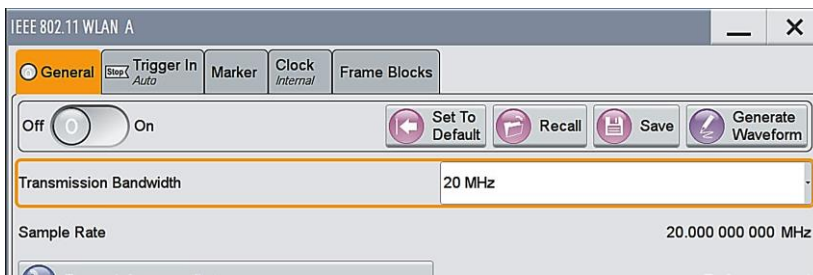 IEEE 802.11 WLAN A
General
Stop Trigger In
Auto
Marker
Clock
Internal
Frame Blocks
Off 0 On
Set To
Default
Recall
Save
Generate
Waveform
Transmission Bandwidth 20 MHz
Sample Rate 20.000 000 000 MHz